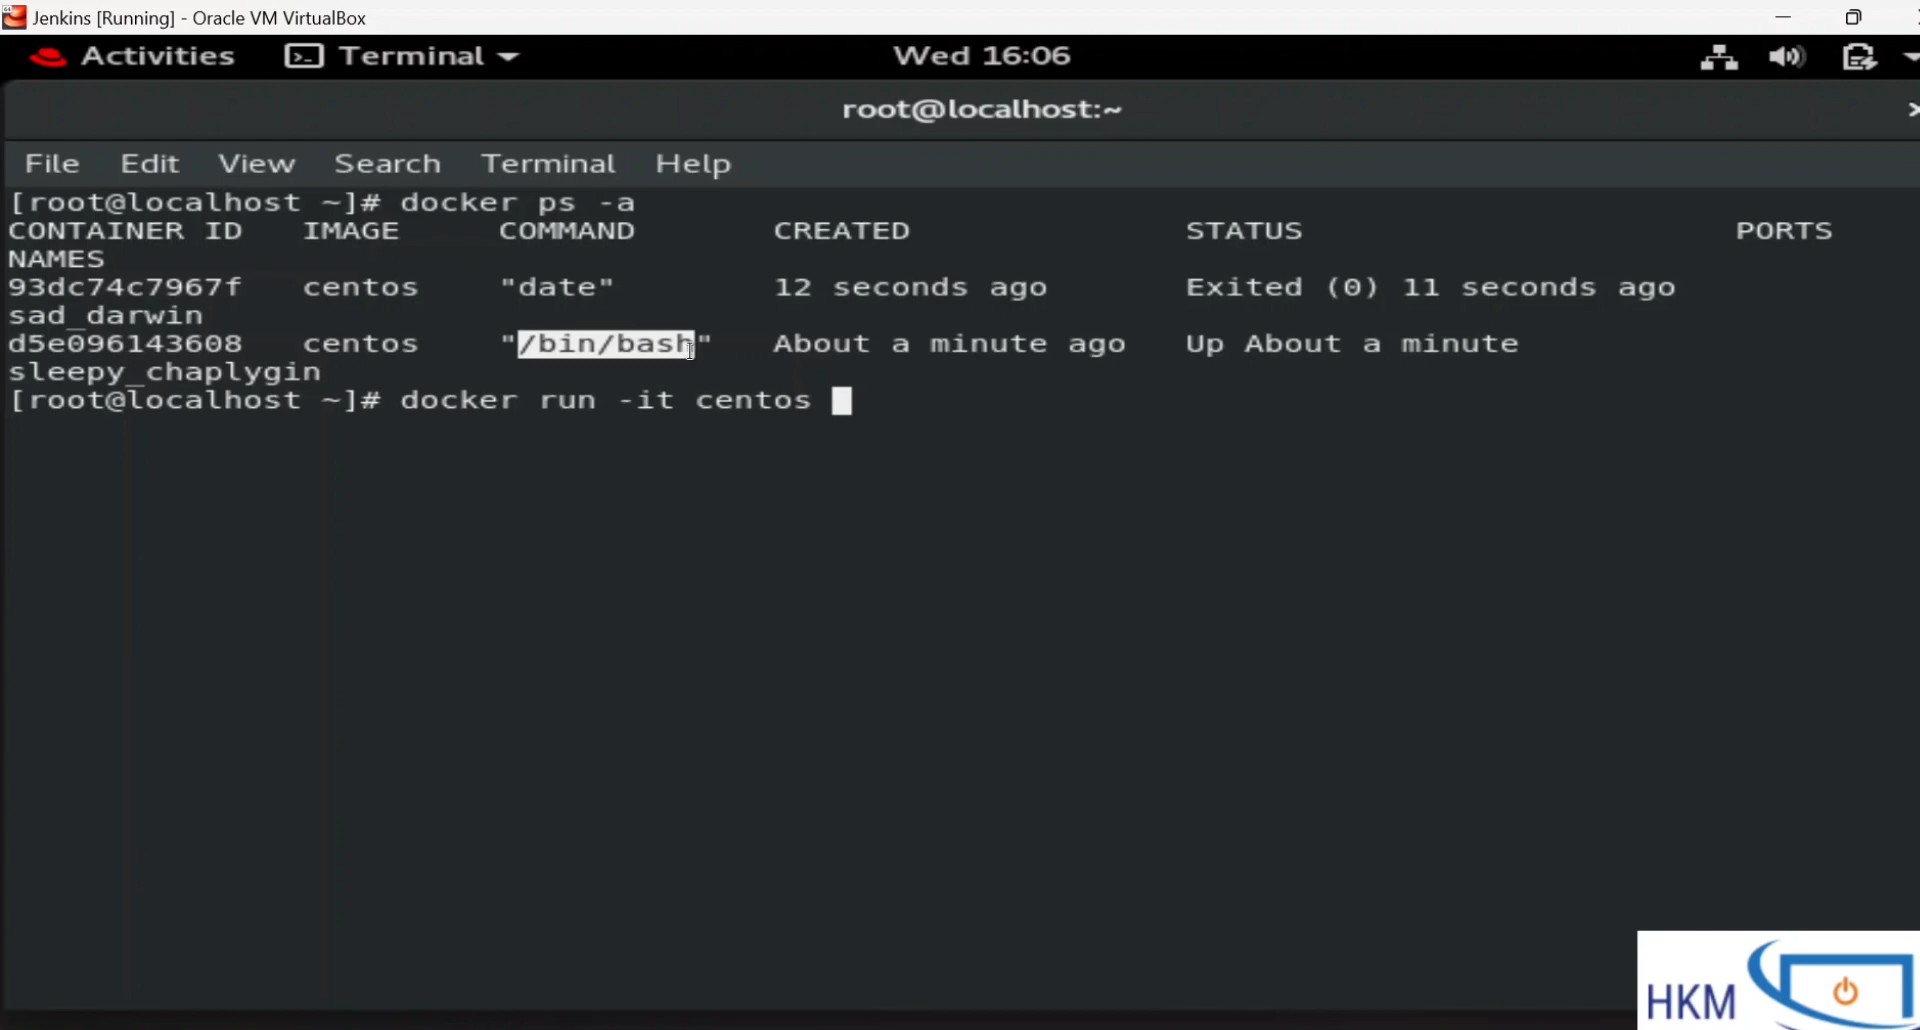 Jenkins [Running] - Oracle VM VirtualBox
Activities Terminal Wed 16:06
root@localhost:~
File Edit View Search Terminal Help
[root@localhost ~]# docker ps -a
CONTAINER ID IMAGE COMMAND CREATED STATUS PORTS
NAMES
93dc74c7967f centos "date" 12 seconds ago Exited (0) 11 seconds ago
sad_darwin
d5e096143608 centos "/bin/bash" About a minute ago Up About a minute
sleepy_chaplygin
[root@localhost ~]# docker run -it centos
HKM